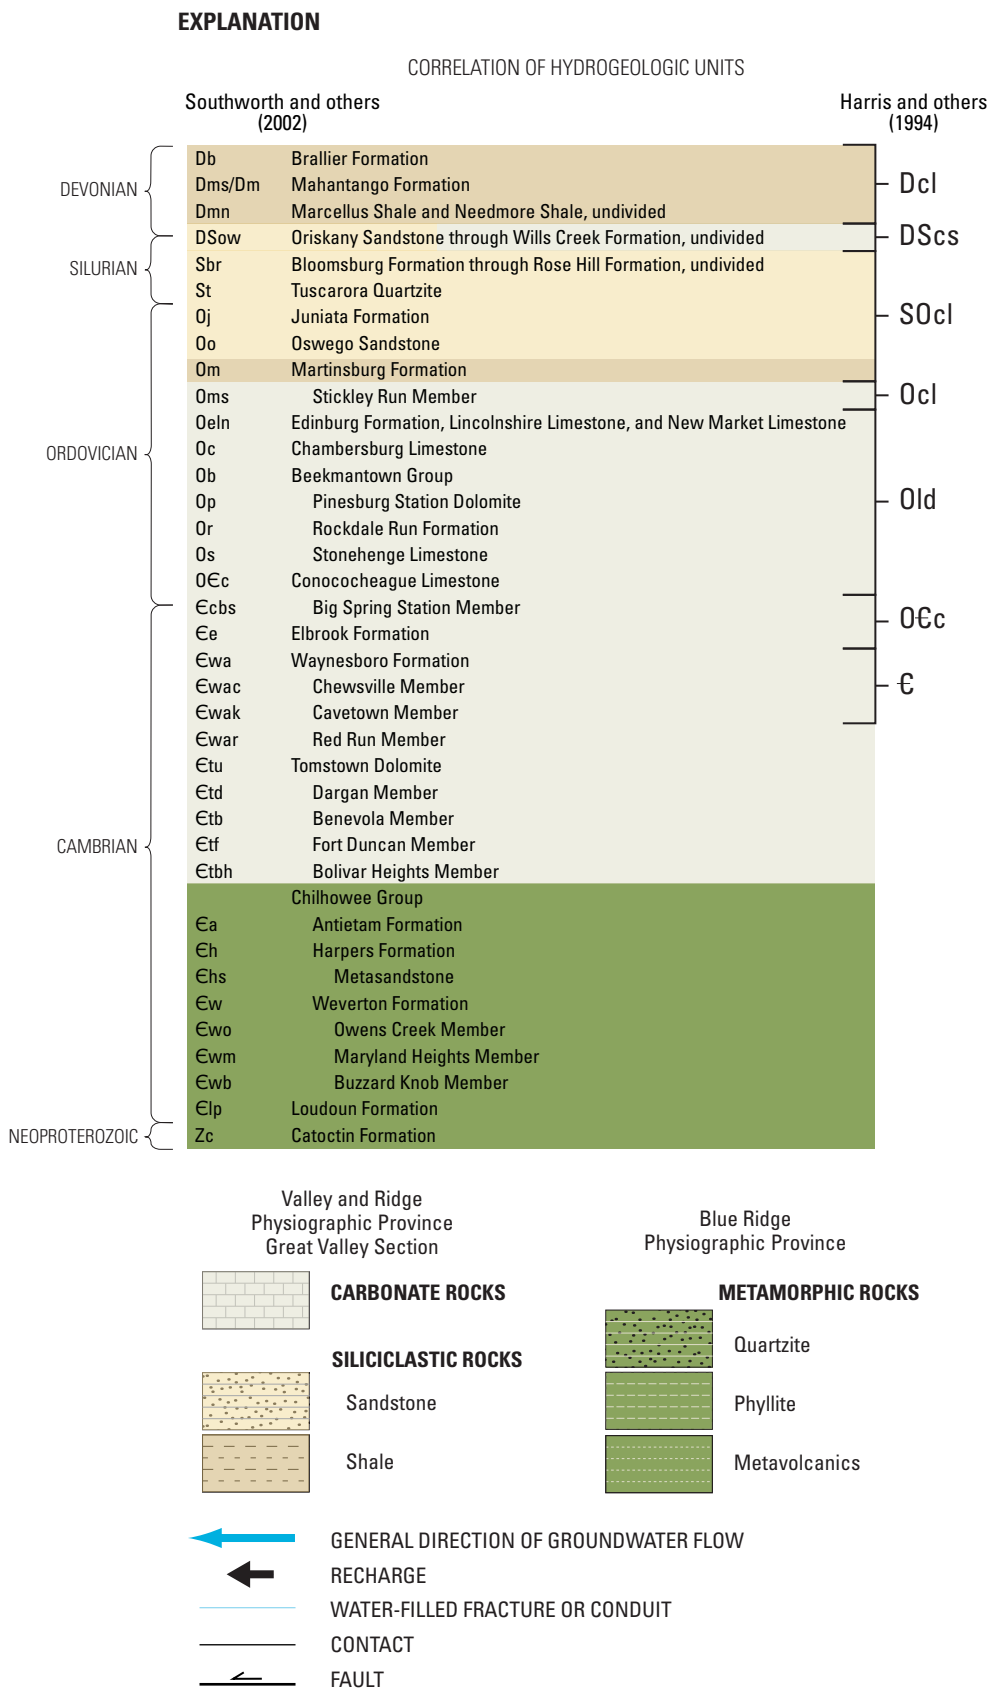 EXPLANATION
CORRELATION OF HYDROGEOLOGIC UNITS
Southworth and others
(2002)
Harris and others
(1994)
DEVONIAN
Db Brallier Formation
Dms/Dm Mahantango Formation
Dmn Marcellus Shale and Needmore Shale, undivided
Dcl
DSow Oriskany Sandstone through Wills Creek Formation, undivided
DScs
SILURIAN
Sbr Bloomsburg Formation through Rose Hill Formation, undivided
St Tuscarora Quartzite
Oj Juniata Formation
SOcl
Oo Oswego Sandstone
Om Martinsburg Formation
Oms Stickley Run Member
Ocl
ORDOVICIAN
Oeln Edinburg Formation, Lincolnshire Limestone, and New Market Limestone
Oc Chambersburg Limestone
Ob Beekmantown Group
Op Pinesburg Station Dolomite
Old
Or Rockdale Run Formation
Os Stonehenge Limestone
OЄc Conococheague Limestone
Єcbs Big Spring Station Member
OЄc
Єe Elbrook Formation
Єwa Waynesboro Formation
Єwac Chewsville Member
Є
Єwak Cavetown Member
Єwar Red Run Member
Єtu Tomstown Dolomite
Єtd Dargan Member
Єtb Benevola Member
CAMBRIAN
Єtf Fort Duncan Member
Єtbh Bolivar Heights Member
Chilhowee Group
Єa Antietam Formation
Єh Harpers Formation
Єhs Metasandstone
Єw Weverton Formation
Єwo Owens Creek Member
Єwm Maryland Heights Member
Єwb Buzzard Knob Member
Єlp Loudoun Formation
NEOPROTEROZOIC
Zc Catoctin Formation
Valley and Ridge
Physiographic Province
Great Valley Section
CARBONATE ROCKS
SILICICLASTIC ROCKS
Sandstone
Shale
Blue Ridge
Physiographic Province
METAMORPHIC ROCKS
Quartzite
Phyllite
Metavolcanics
GENERAL DIRECTION OF GROUNDWATER FLOW
RECHARGE
WATER-FILLED FRACTURE OR CONDUIT
CONTACT
FAULT